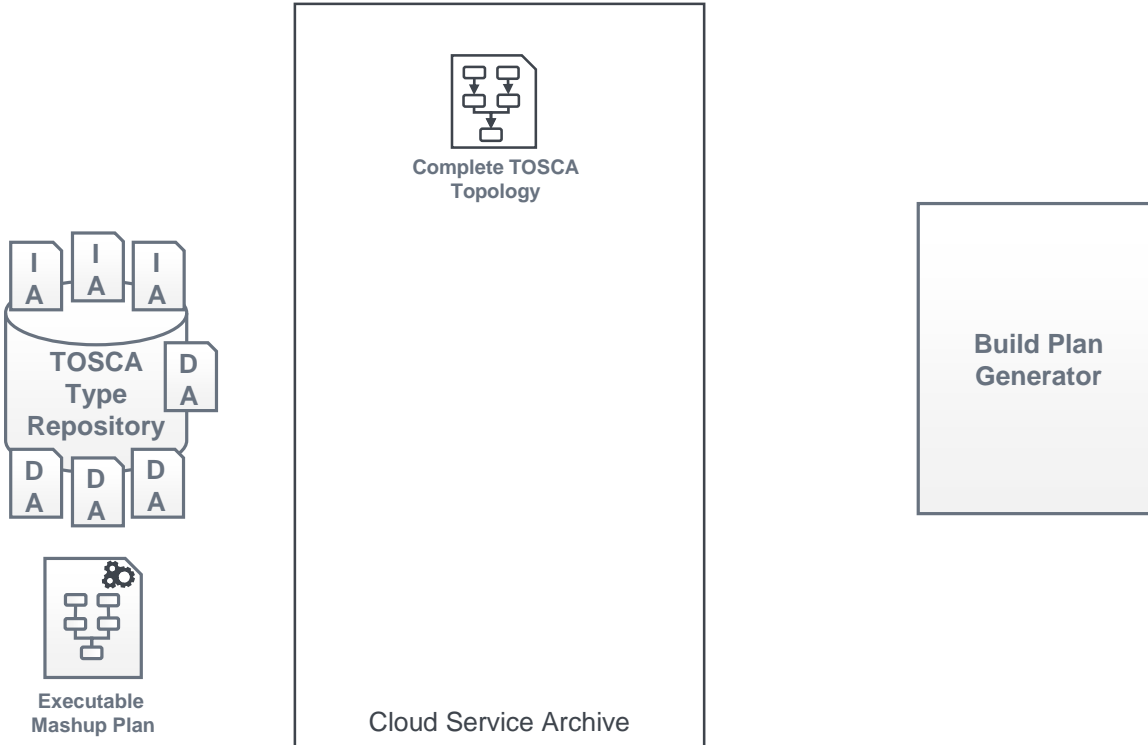 Complete TOSCA
Topology
I
A
I
A
I
A
TOSCA
Type
Repository
D
A
D
A
D
A
D
A
Executable
Mashup Plan
Cloud Service Archive
Build Plan
Generator